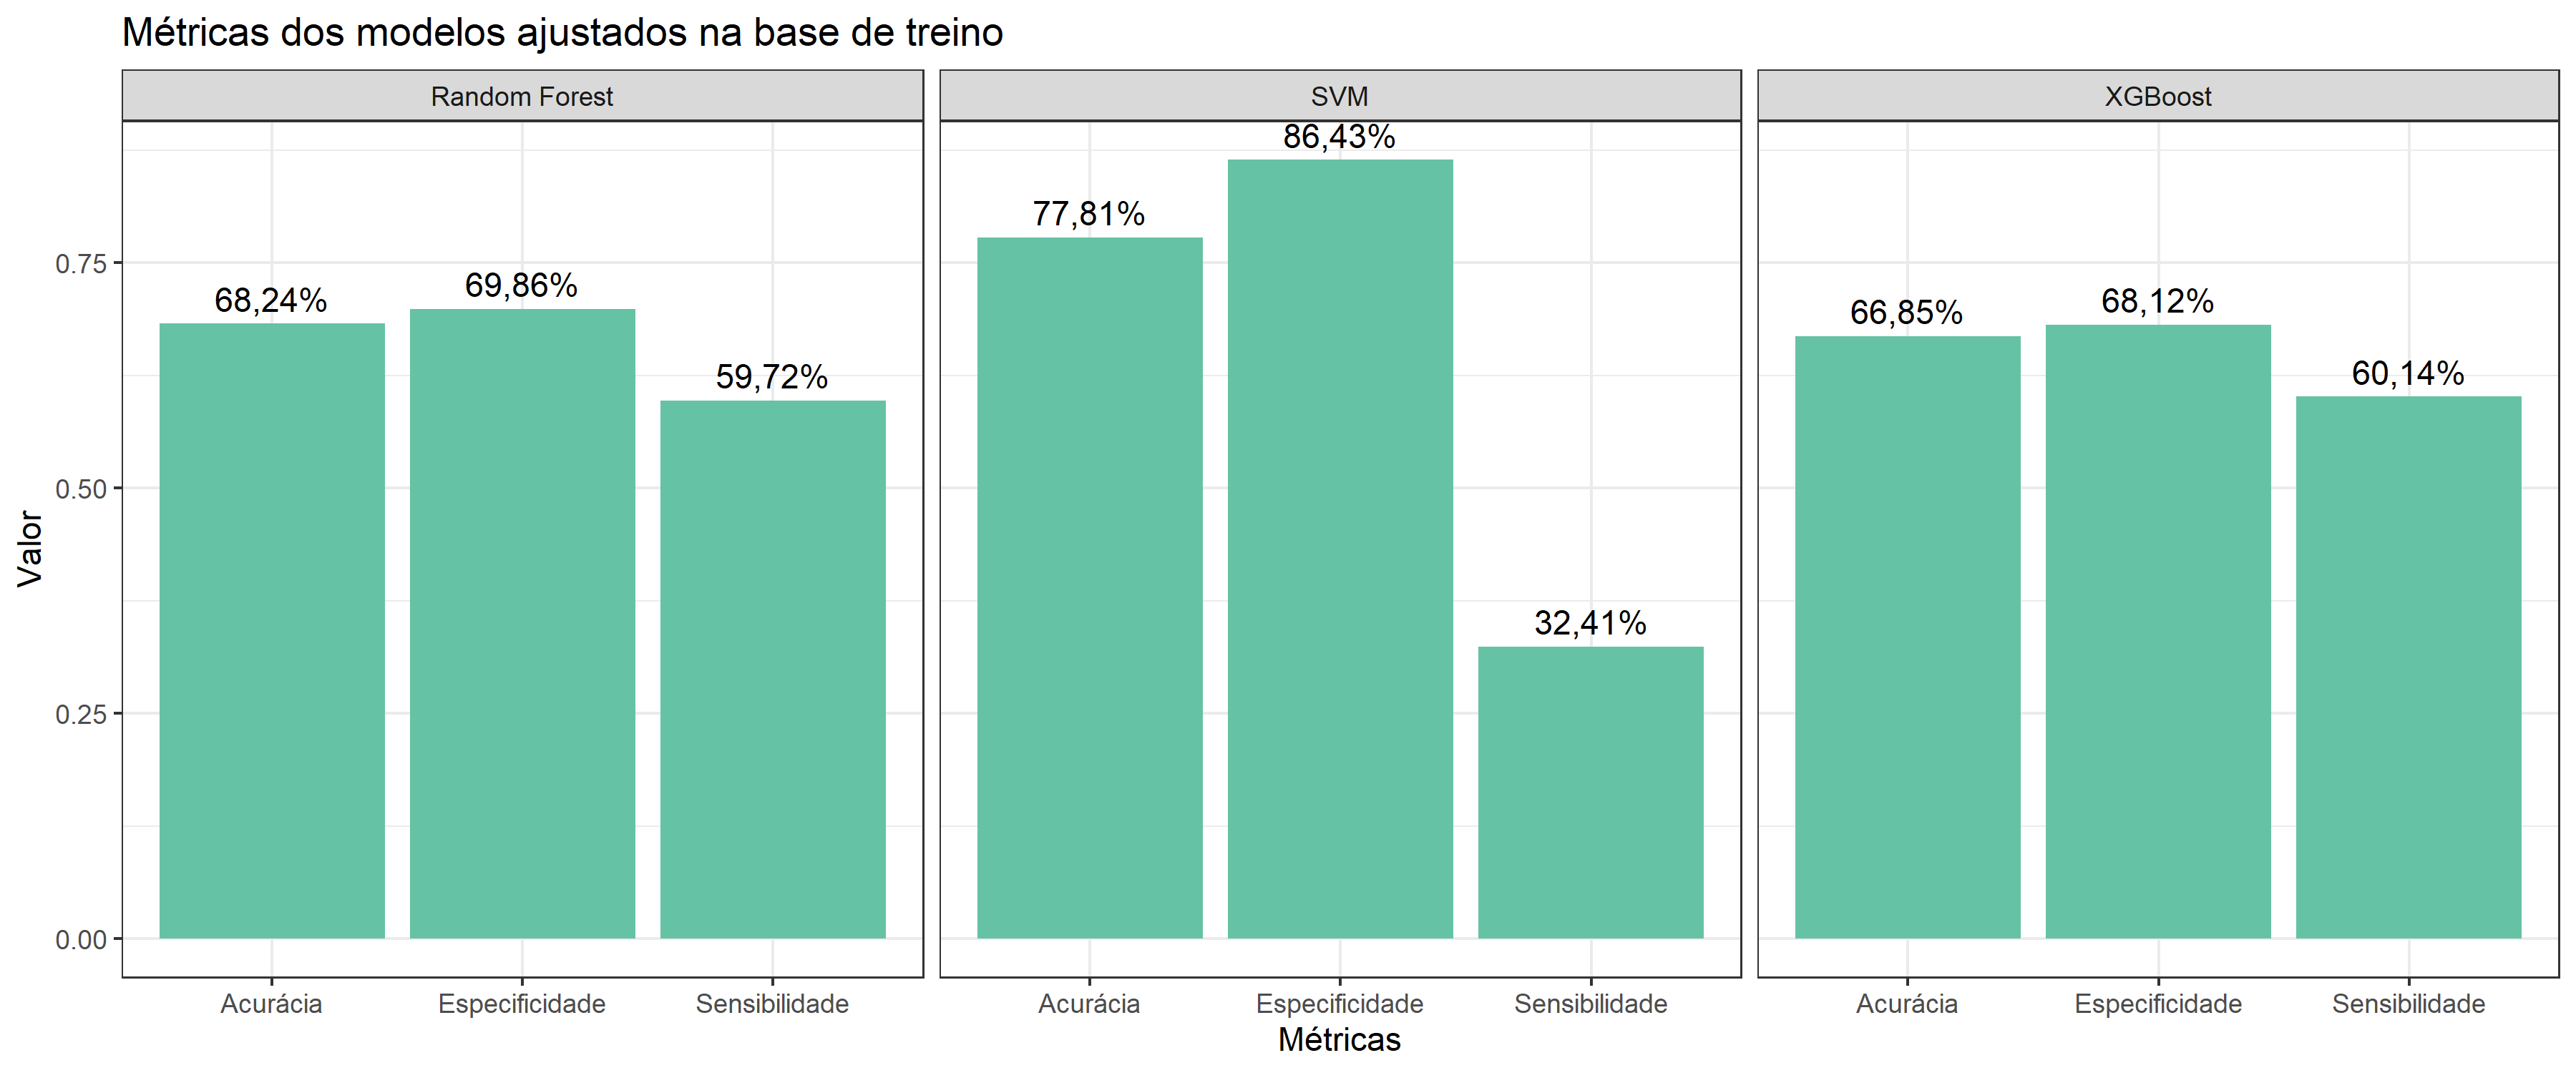 Métricas dos modelos ajustados na base de treino
Random Forest
SVM
XGBoost
Valor
0.75
0.50
0.25
0.00
68,24%
69,86%
59,72%
77,81%
86,43%
32,41%
66,85%
68,12%
60,14%
Acurácia
Especificidade
Sensibilidade
Acurácia
Especificidade
Sensibilidade
Acurácia
Especificidade
Sensibilidade
Métricas